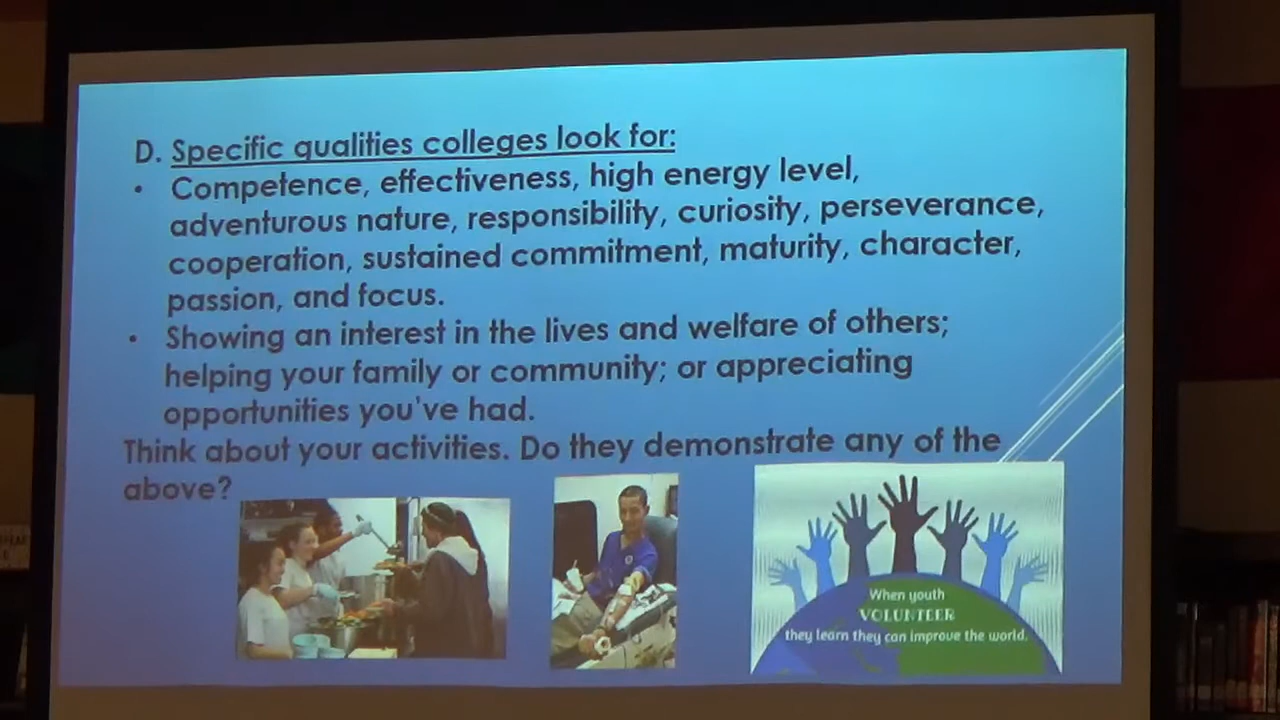 D. Specific qualities colleges look for:
• Competence, effectiveness, high energy level,
adventurous nature, responsibility, curiosity, perseverance,
cooperation, sustained commitment, maturity, character,
passion, and focus.
• Showing an interest in the lives and welfare of others;
helping your family or community; or appreciating
opportunities you've had.
Think about your activities. Do they demonstrate any of the
above?
When youth
VOLUNTEER
they learn they can improve the world.